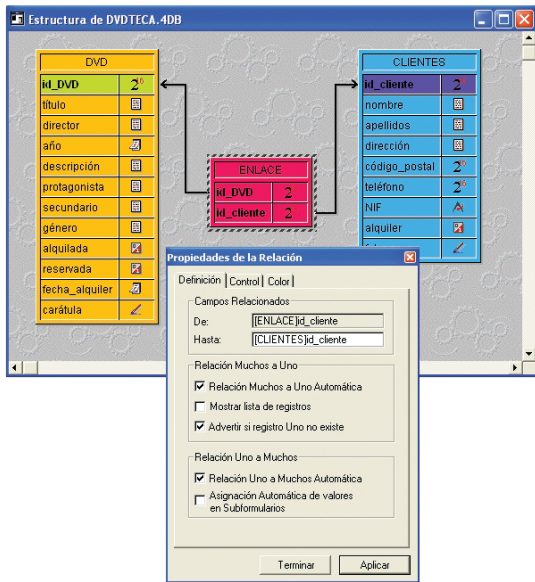 Estructura de DVDTECA.4DB
DVD
id_DVD
título
director
año
descripción
protagonista
secundario
género
alquilada
reservada
fecha_alquiler
carátula
ENLACE
id_DVD 2
id_cliente 2
CLIENTES
id_cliente
nombre
apellidos
dirección
código_postal
teléfono
NIF
alquiler
Propiedades de la Relación
Definición Control Color
Campos Relacionados
De: [ENLACE]id_cliente
Hasta: [CLIENTES]id_cliente
Relación Muchos a Uno
Relación Muchos a Uno Automática
Mostrar lista de registros
Advertir si registro Uno no existe
Relación Uno a Muchos
Relación Uno a Muchos Automática
Asignación Automática de valores
en Subformularios
Terminar Aplicar